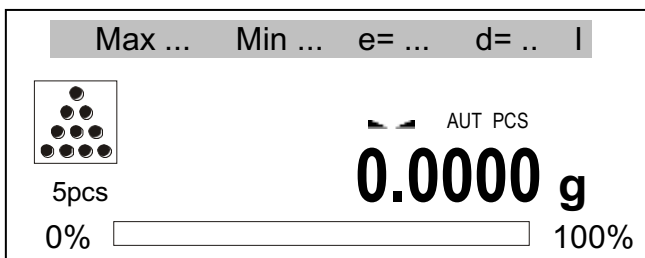 Max ... Min ... e= ... d= .. I
AUT PCS
0.0000 g
5pcs
0% 100%